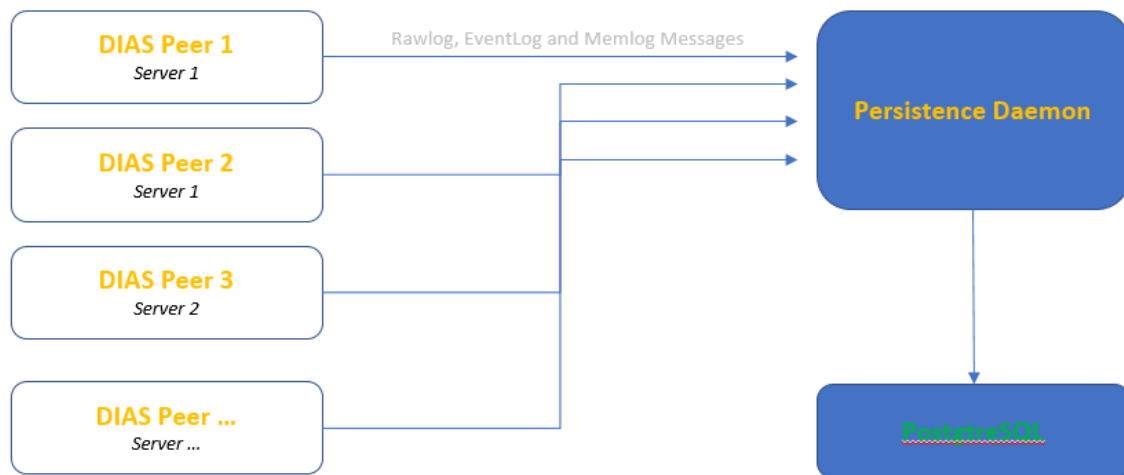 DIAS Peer 1
Server 1
Rawlog, EventLog and Memlog Messages
Persistence Daemon
DIAS Peer 2
Server 1
DIAS Peer 3
Server 2
DIAS Peer ...
Server ...
PostgtreSQL